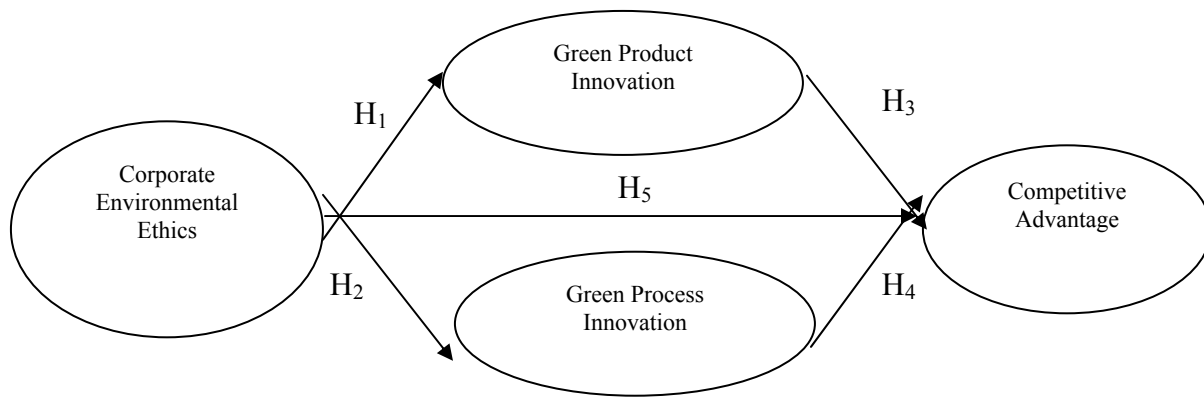 Green Product
Innovation
H₁
H₃
Corporate
Environmental
Ethics
H₅
Competitive
Advantage
H₂
Green Process
Innovation
H₄